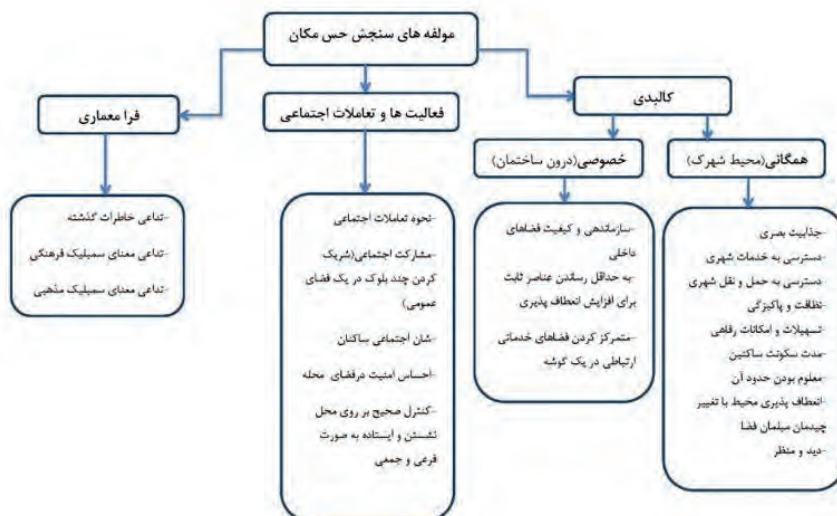 مولفه های سنجش حس مکان
کالبدی
فعالیت ها و تعاملات اجتماعی
فرا معماری
همگانی(محیط شهرک)
خصوصی(درون ساختمان)
-جذابیت بصری
-دسترسی به خدمات شهری
-دسترسی به حمل و نقل شهری
-نظافت و پاکیزگی
-تسهیلات و امکانات رفاهی
-مدت سکونت ساکنین
-معلوم بودن حدود آن
-انعطاف پذیری محیط با تغییر
چیدمان مبلمان فضا
-دید و منظر
-سازماندهی و کیفیت فضاهای
داخلی
-به حداقل رساندن عناصر ثابت
برای افزایش انعطاف پذیری
-متمرکز کردن فضاهای خدماتی
ارتباطی در یک گوشه
-نحوه تعاملات اجتماعی
-مشارکت اجتماعی(شریک
کردن چند بلوک در یک فضای
عمومی)
-شان اجتماعی ساکنان
-احساس امنیت درفضای محله
-کنترل صحیح بر روی محل
نشستن و ایستاده به صورت
فرعی و جمعی
-تداعی خاطرات گذشته
-تداعی معنای سمبلیک فرهنگی
-تداعی معنای سمبلیک مذهبی